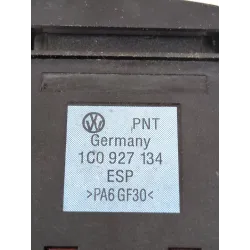 PNT
Germany
1C0 927 134
ESP
>PA6 GF30<